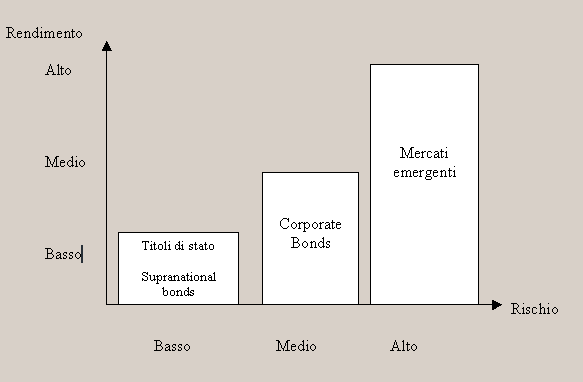 Rendimento
Alto
Medio
Basso
Mercati
emergenti
Corporate
Bonds
Titoli di stato
Supranational
bonds
Rischio
Basso
Medio
Alto